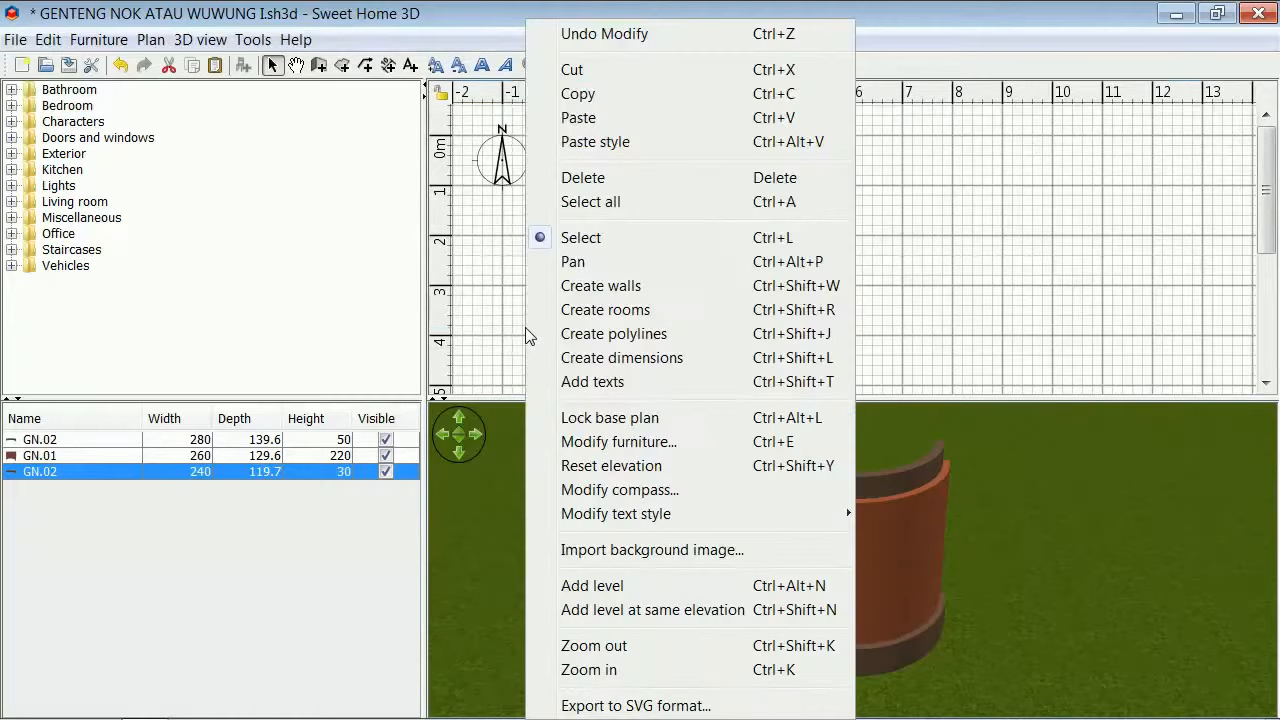 * GENTENG NOK ATAU WUWUNG I.sh3d - Sweet Home 3D
File Edit Furniture Plan 3D view Tools Help
Bathroom
Bedroom
Characters
Doors and windows
Exterior
Kitchen
Lights
Living room
Miscellaneous
Office
Staircases
Vehicles
-2 -1 6 7 8 9 10 11 12 13
N
0m
1
2
3
4
5
Undo Modify Ctrl+Z
Cut Ctrl+X
Copy Ctrl+C
Paste Ctrl+V
Paste style Ctrl+Alt+V
Delete Delete
Select all Ctrl+A
Select Ctrl+L
Pan Ctrl+Alt+P
Create walls Ctrl+Shift+W
Create rooms Ctrl+Shift+R
Create polylines Ctrl+Shift+J
Create dimensions Ctrl+Shift+L
Add texts Ctrl+Shift+T
Lock base plan Ctrl+Alt+L
Modify furniture... Ctrl+E
Reset elevation Ctrl+Shift+Y
Modify compass...
Modify text style
Import background image...
Add level Ctrl+Alt+N
Add level at same elevation Ctrl+Shift+N
Zoom out Ctrl+Shift+K
Zoom in Ctrl+K
Export to SVG format...
Name Width Depth Height Visible
GN.02 280 139.6 50
GN.01 260 129.6 220
GN.02 240 119.7 30